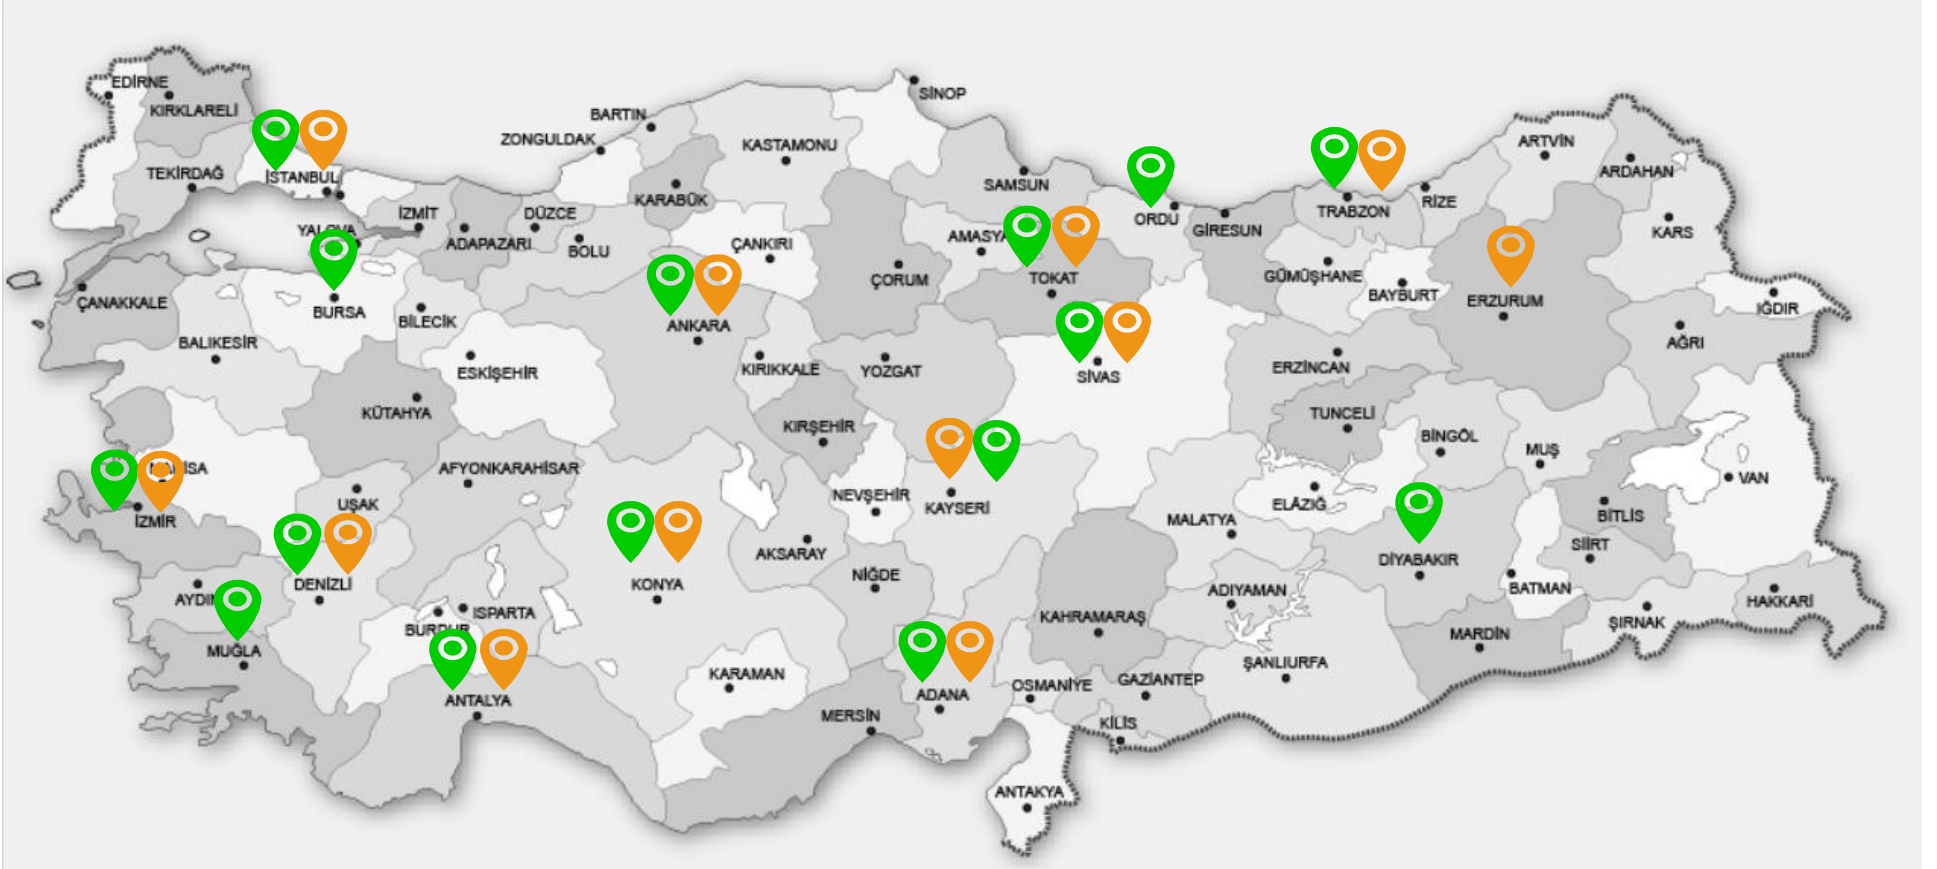 EDİRNE
KIRKLARELİ
TEKİRDAĞ
İSTANBUL
SİNOP
BARTIN
ZONGULDAK
KASTAMONU
KARABÜK
SAMSUN
ORDU
GİRESUN
TRABZON
RİZE
ARTVİN
ARDAHAN
KARS
YALOVA
İZMİT
ADAPAZARI
DÜZCE
BOLU
ÇANKIRI
AMASYA
ÇORUM
TOKAT
GÜMÜŞHANE
BAYBURT
ERZURUM
IĞDIR
ÇANAKKALE
BURSA
BİLECİK
ANKARA
BALIKESİR
ESKİŞEHİR
KIRIKKALE
YOZGAT
SİVAS
ERZİNCAN
AĞRI
KÜTAHYA
KIRŞEHİR
TUNCELİ
BİNGÖL
MUŞ
VAN
AFYONKARAHİSAR
UŞAK
İZMİR
NEVŞEHİR
KAYSERİ
MALATYA
ELÂZIĞ
BİTLİS
SİİRT
AKSARAY
DİYABAKIR
BATMAN
HAKKARİ
DENİZLİ
KONYA
NİĞDE
ADIYAMAN
ŞIRNAK
ISPARTA
BURDUR
KAHRAMARAŞ
MARDİN
MUĞLA
ŞANLIURFA
KARAMAN
ANTALYA
ADANA
OSMANİYE
GAZİANTEP
MERSİN
KİLİS
ANTAKYA